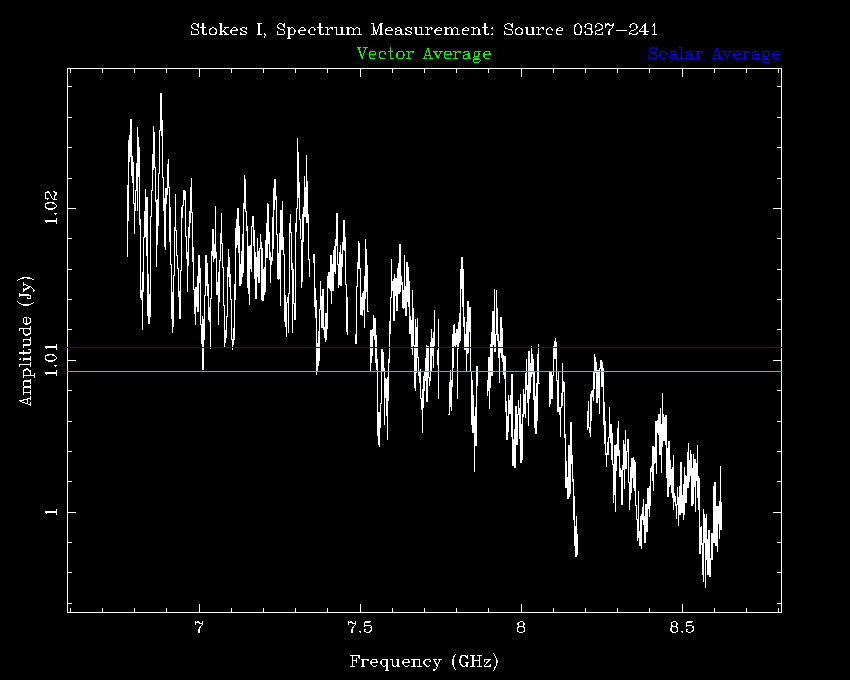 Stokes I, Spectrum Measurement: Source 0327-241
Vector Average
Scalar Average
Amplitude (Jy)
1.02
1.01
1
7
7.5
8
8.5
Frequency (GHz)